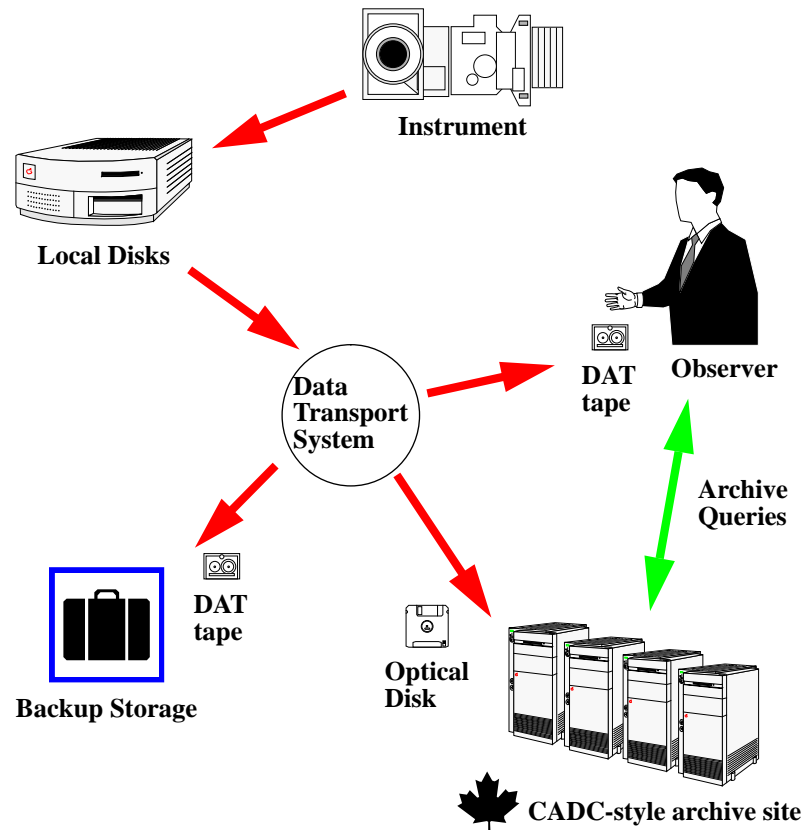 Instrument
Local Disks
Data
Transport
System
DAT
tape
Observer
Archive
Queries
DAT
tape
Backup Storage
Optical
Disk
CADC-style archive site